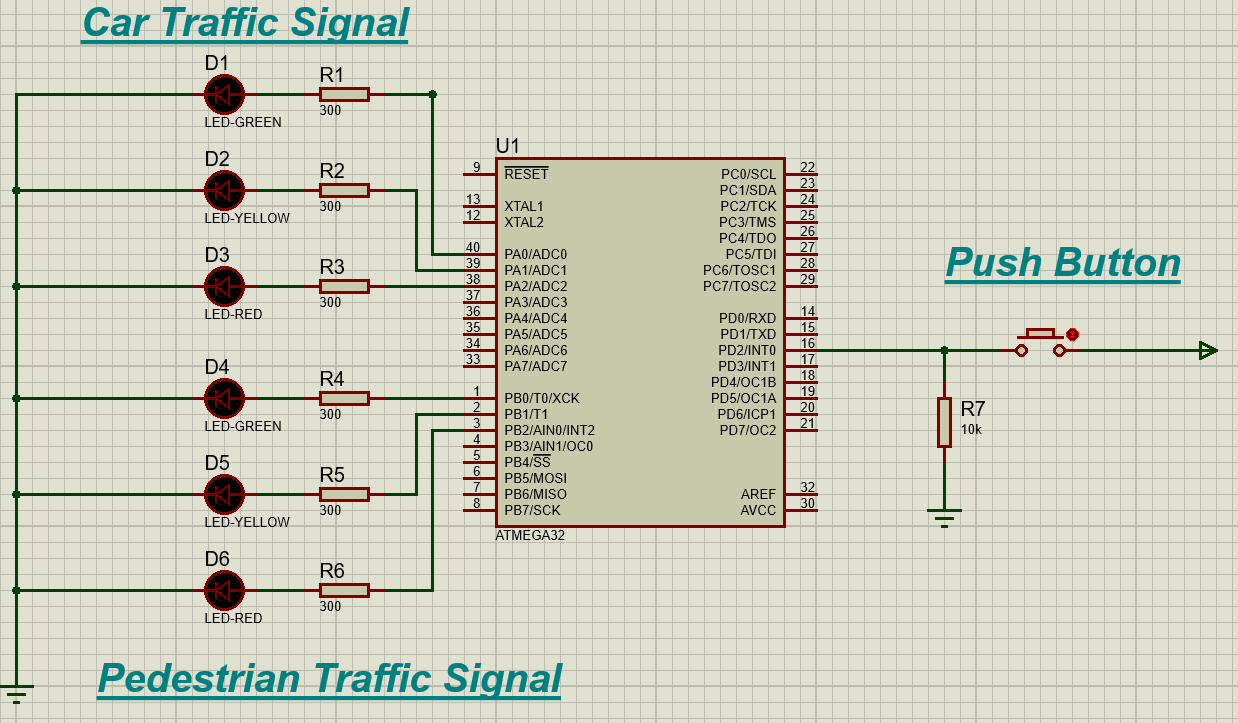 Car Traffic Signal
D1
R1
300
LED-GREEN
D2
R2
300
LED-YELLOW
D3
R3
300
LED-RED
D4
R4
300
LED-GREEN
D5
R5
300
LED-YELLOW
D6
R6
300
LED-RED
Pedestrian Traffic Signal
U1
9 RESET
13 XTAL1
12 XTAL2
40 PA0/ADC0
39 PA1/ADC1
38 PA2/ADC2
37 PA3/ADC3
36 PA4/ADC4
35 PA5/ADC5
34 PA6/ADC6
33 PA7/ADC7
1 PB0/T0/XCK
2 PB1/T1
3 PB2/AIN0/INT2
4 PB3/AIN1/OC0
5 PB4/SS
6 PB5/MOSI
7 PB6/MISO
8 PB7/SCK
PC0/SCL 22
PC1/SDA 23
PC2/TCK 24
PC3/TMS 25
PC4/TDO 26
PC5/TDI 27
PC6/TOSC1 28
PC7/TOSC2 29
PD0/RXD 14
PD1/TXD 15
PD2/INT0 16
PD3/INT1 17
PD4/OC1B 18
PD5/OC1A 19
PD6/ICP1 20
PD7/OC2 21
AREF 32
AVCC 30
ATMEGA32
Push Button
R7
10k